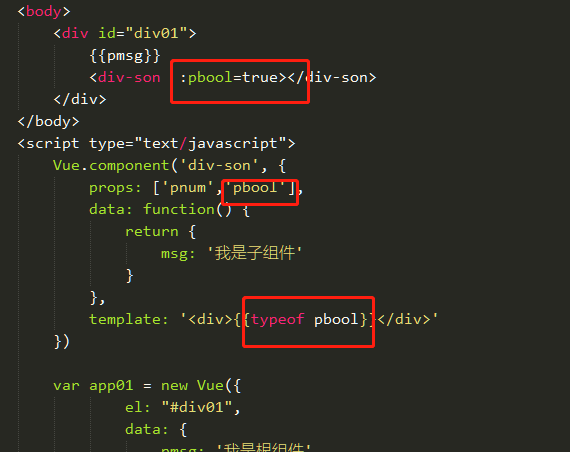 <body>
<div id="div01">
{{pmsg}}
<div-son :pbool=true></div-son>
</div>
</body>
<script type="text/javascript">
Vue.component('div-son', {
props: ['pnum','pbool'],
data: function() {
return {
msg: '我是子组件'
}
},
template: '<div>{{typeof pbool}}</div>'
})
var app01 = new Vue({
el: "#div01",
data: {
pmsg: '我是根组件'